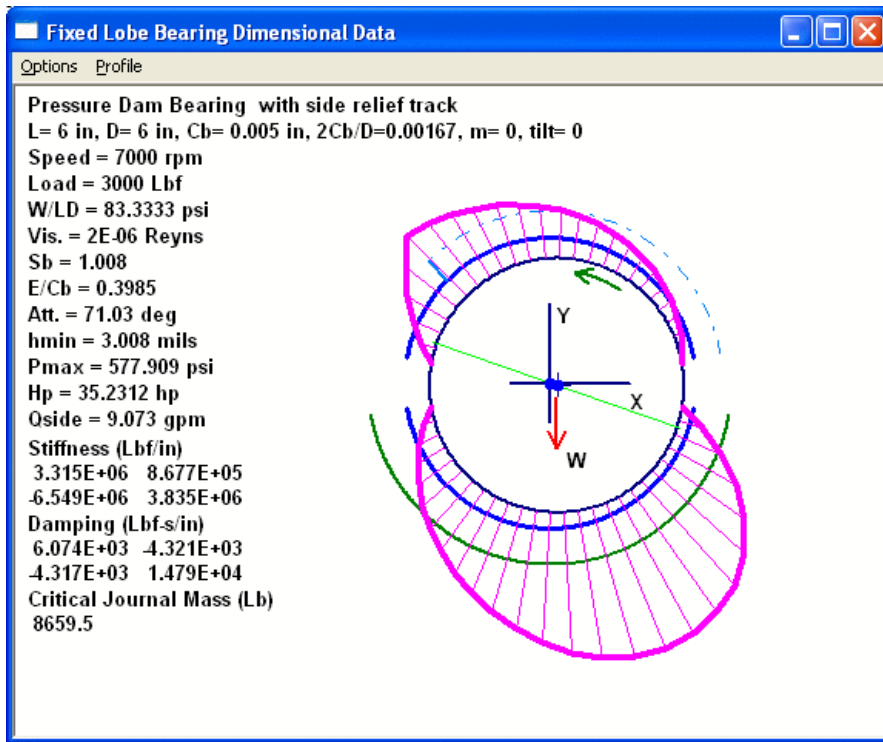 Fixed Lobe Bearing Dimensional Data
Options Profile
Pressure Dam Bearing with side relief track
L= 6 in, D= 6 in, Cb= 0.005 in, 2Cb/D=0.00167, m= 0, tilt= 0
Speed = 7000 rpm
Load = 3000 Lbf
W/LD = 83.3333 psi
Vis. = 2E-06 Reyns
Sb = 1.008
E/Cb = 0.3985
Att. = 71.03 deg
hmin = 3.008 mils
Pmax = 577.909 psi
Hp = 35.2312 hp
Qside = 9.073 gpm
Stiffness (Lbf/in)
3.315E+06 8.677E+05
-6.549E+06 3.835E+06
Damping (Lbf-s/in)
6.074E+03 -4.321E+03
-4.317E+03 1.479E+04
Critical Journal Mass (Lb)
8659.5
Y
X
W